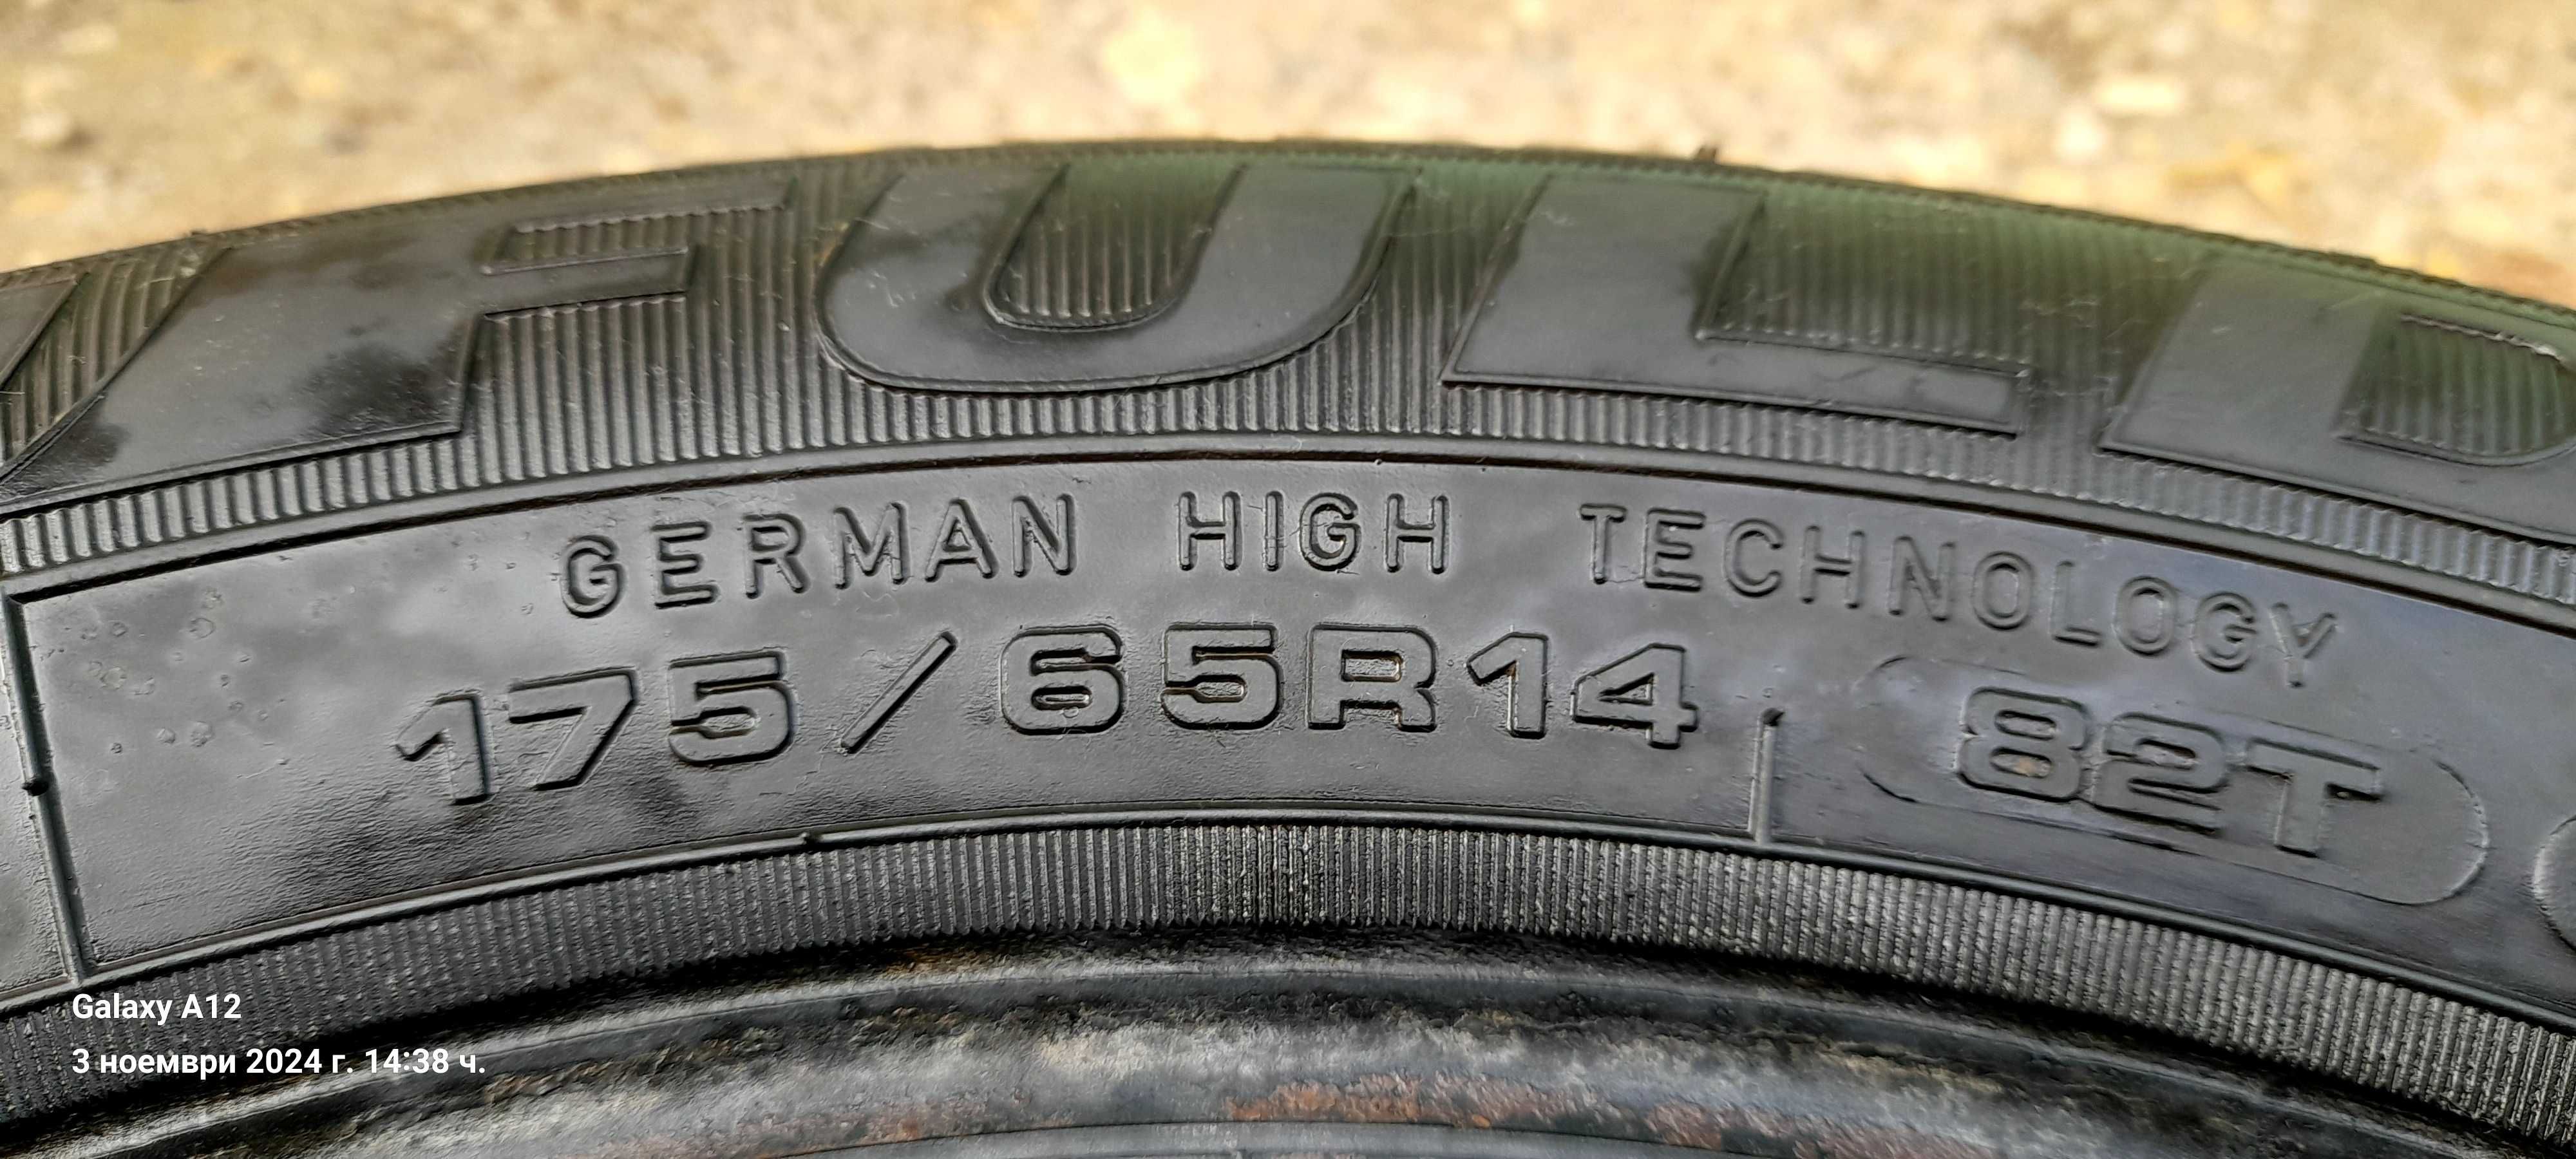 FULD
GERMAN HIGH TECHNOLOGY
175/65R14 82T
Galaxy A12
3 ноември 2024 г. 14:38 ч.